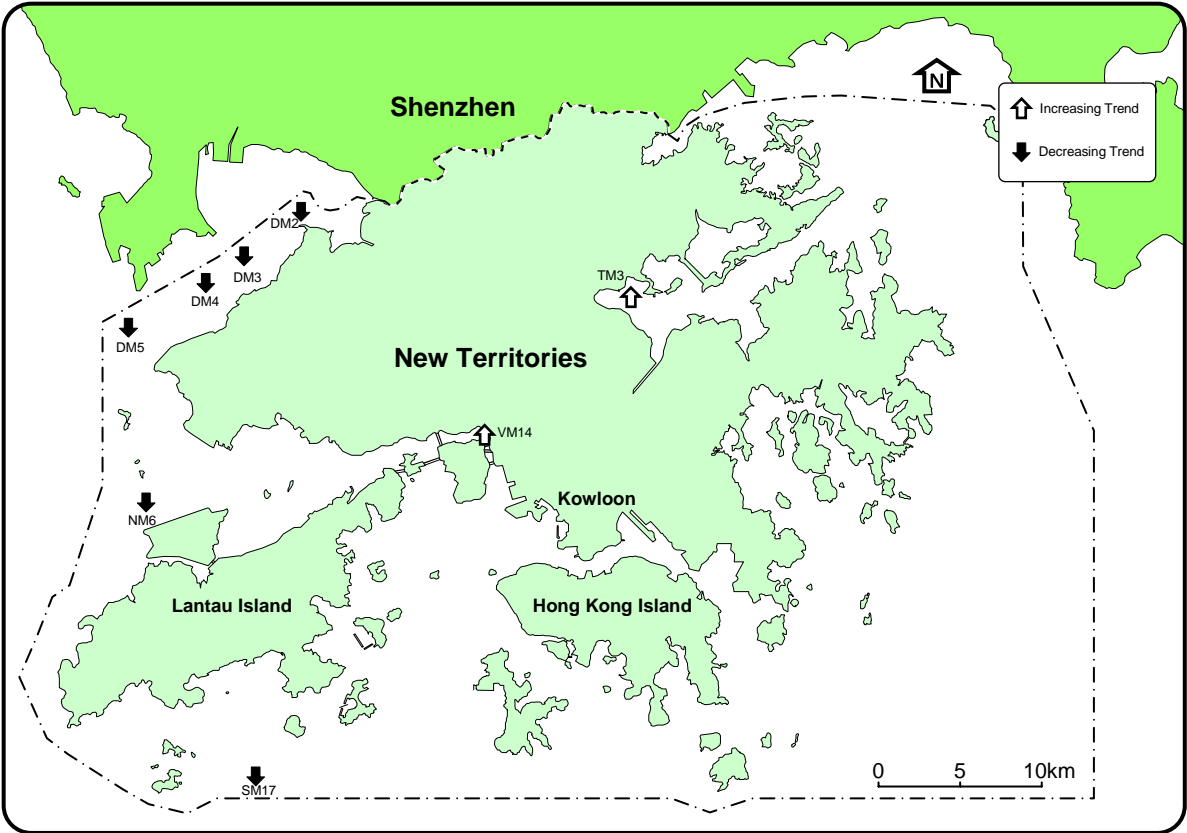 N
Shenzhen
Increasing Trend
Decreasing Trend
DM2
DM3
DM4
DM5
TM3
New Territories
VM14
Kowloon
NM6
Lantau Island
Hong Kong Island
SM17
0 5 10km